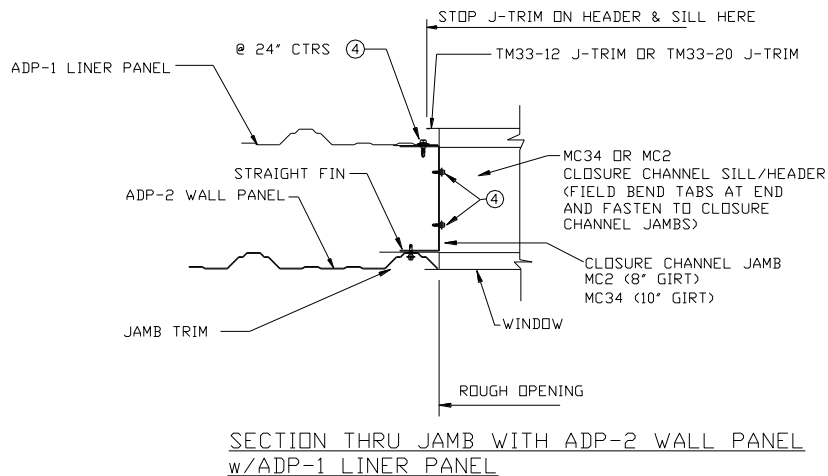 STOP J-TRIM ON HEADER & SILL HERE
@ 24" CTRS 4
TM33-12 J-TRIM OR TM33-20 J-TRIM
ADP-1 LINER PANEL
MC34 OR MC2
CLOSURE CHANNEL SILL/HEADER
(FIELD BEND TABS AT END
AND FASTEN TO CLOSURE
CHANNEL JAMBS)
STRAIGHT FIN
ADP-2 WALL PANEL
4
CLOSURE CHANNEL JAMB
MC2 (8" GIRT)
MC34 (10" GIRT)
JAMB TRIM
WINDOW
ROUGH OPENING
SECTION THRU JAMB WITH ADP-2 WALL PANEL
w/ADP-1 LINER PANEL